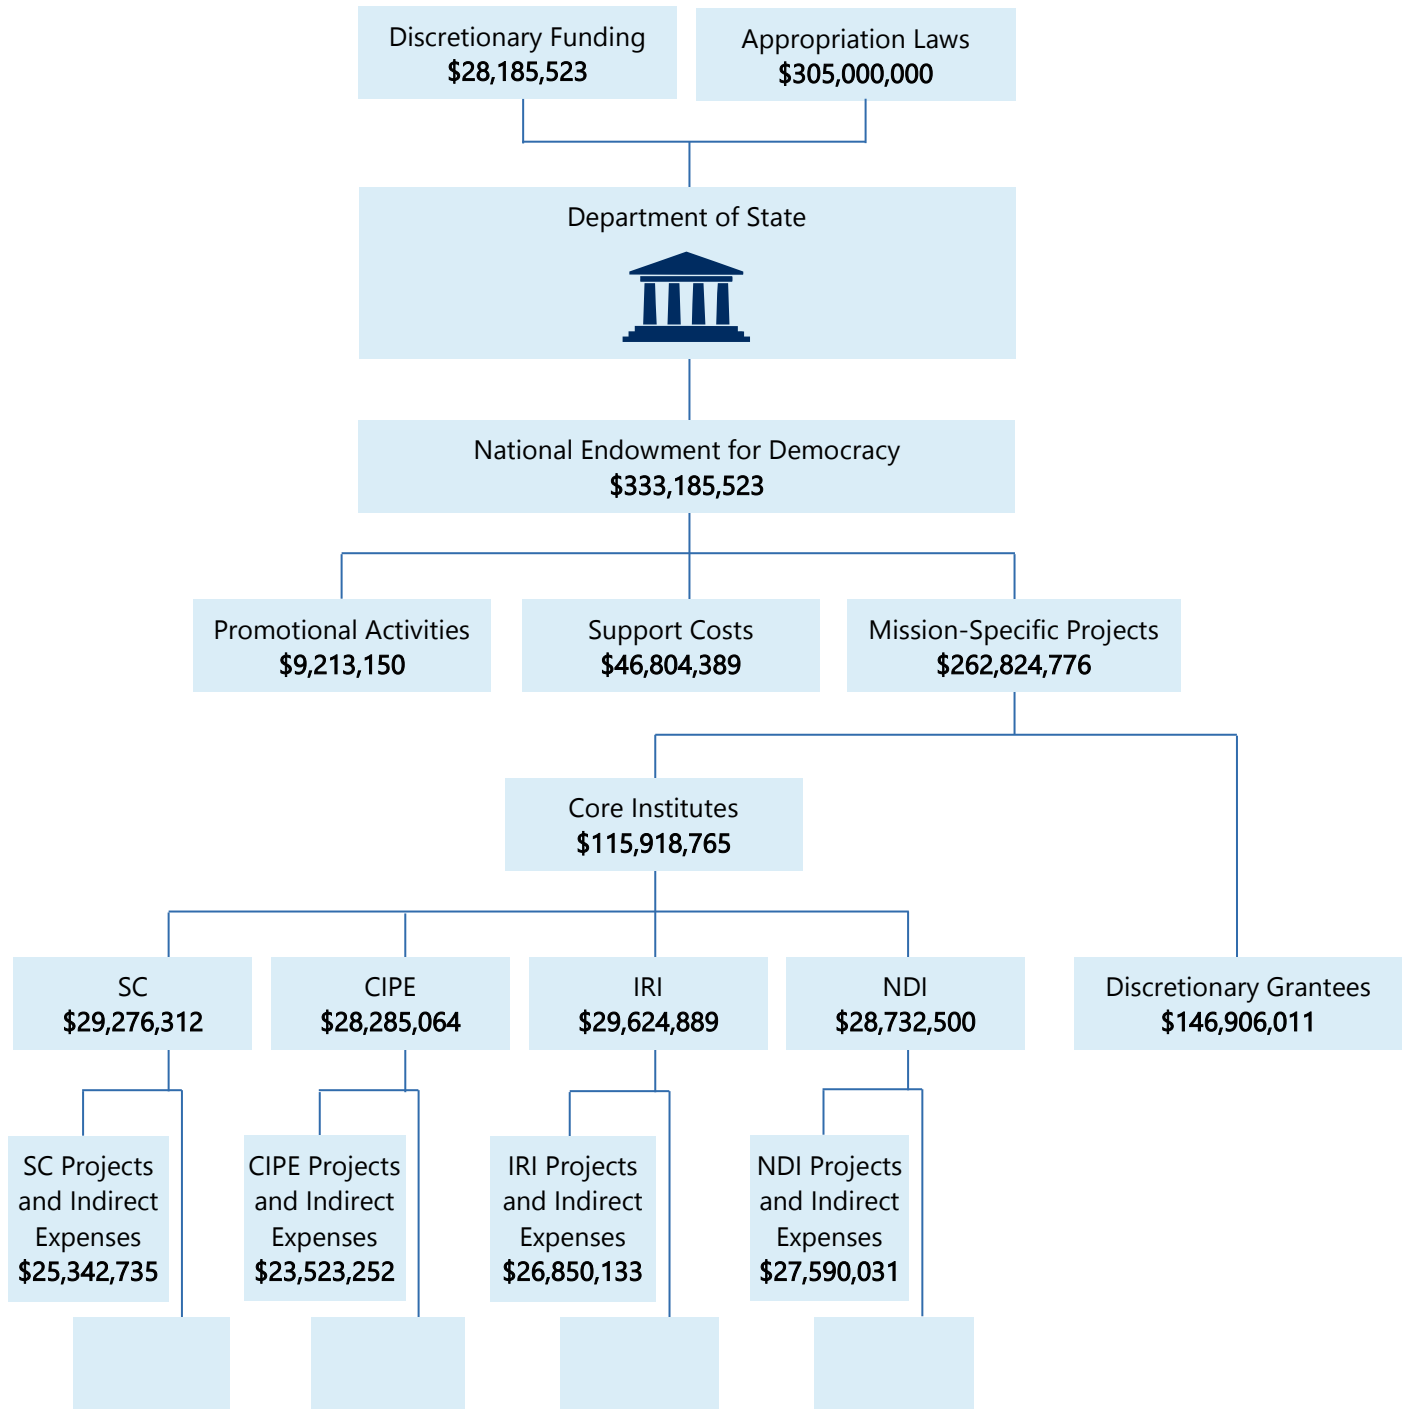 Discretionary Funding
$28,185,523
Appropriation Laws
$305,000,000
Department of State
National Endowment for Democracy
$333,185,523
Promotional Activities
$9,213,150
Support Costs
$46,804,389
Mission-Specific Projects
$262,824,776
Core Institutes
$115,918,765
SC
$29,276,312
CIPE
$28,285,064
IRI
$29,624,889
NDI
$28,732,500
Discretionary Grantees
$146,906,011
SC Projects
and Indirect
Expenses
$25,342,735
CIPE Projects
and Indirect
Expenses
$23,523,252
IRI Projects
and Indirect
Expenses
$26,850,133
NDI Projects
and Indirect
Expenses
$27,590,031